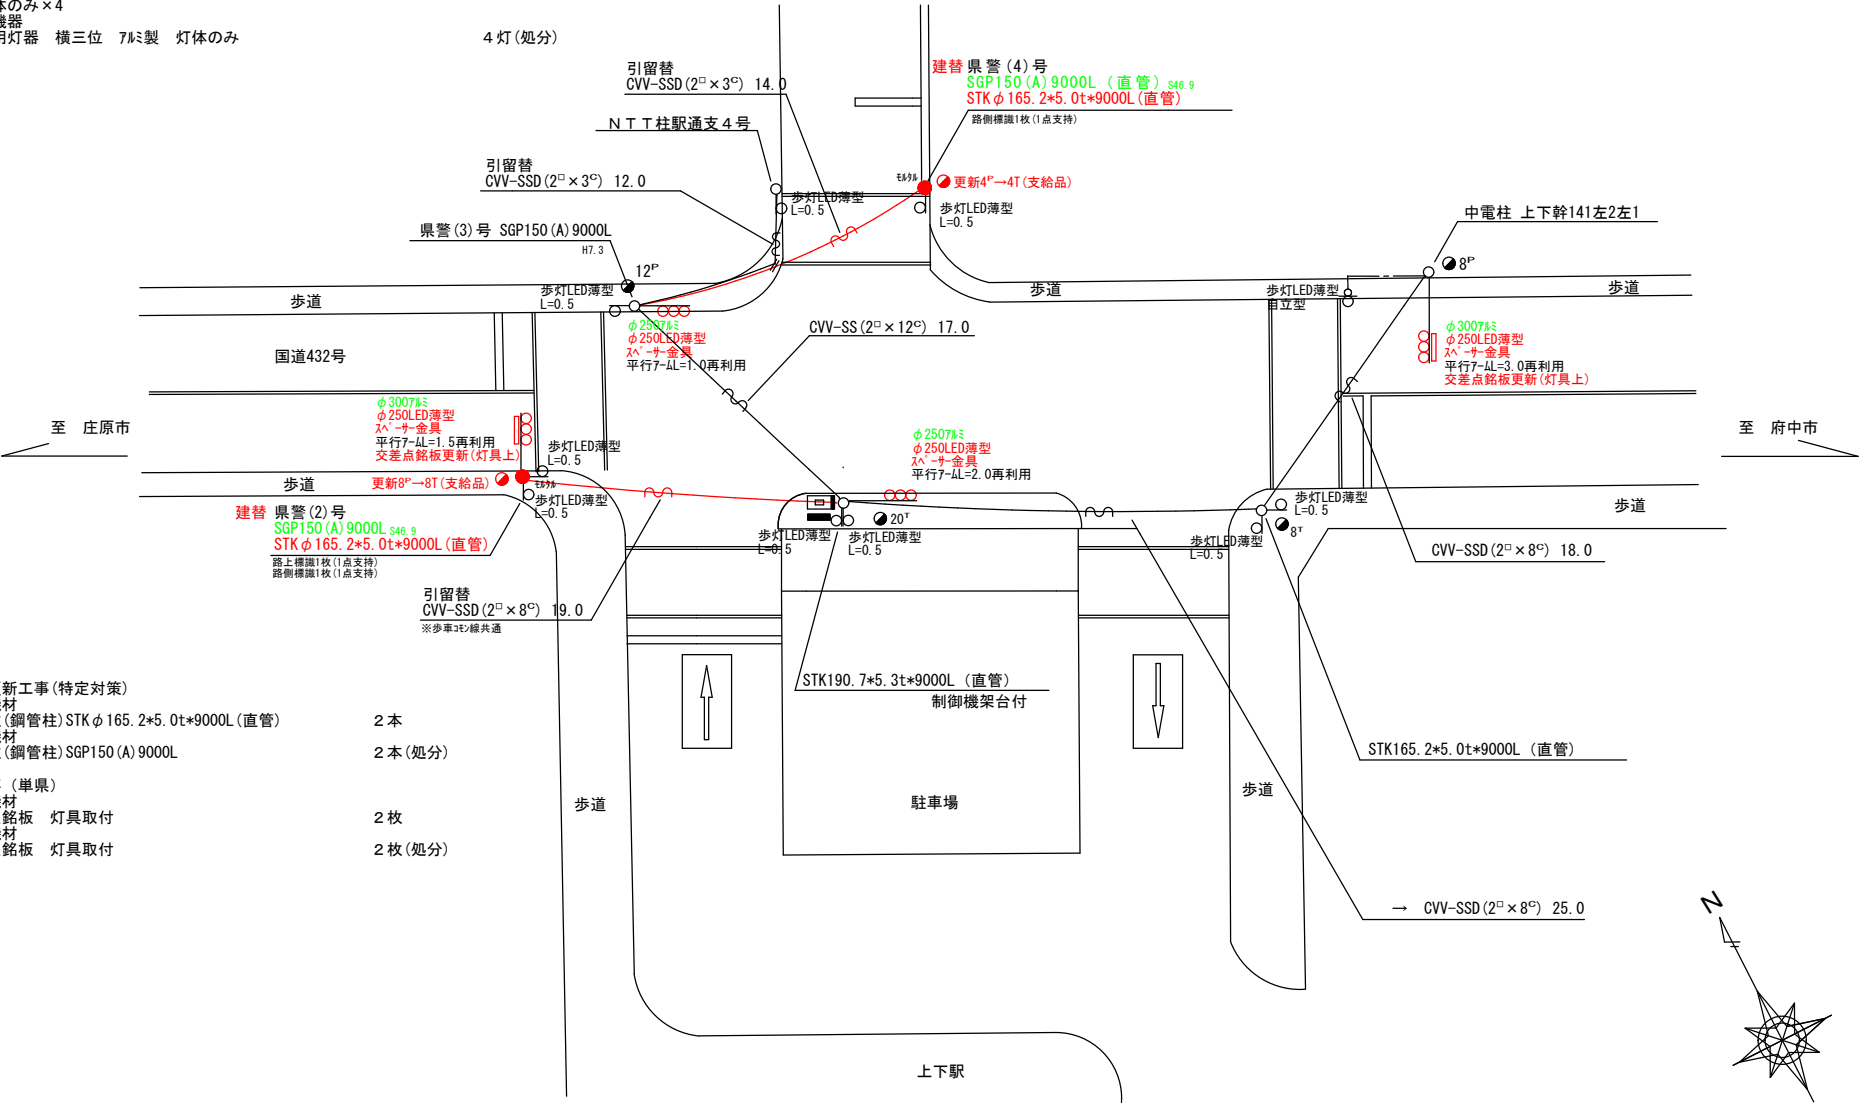 体のみ×4
機器
用灯器 横三位 アルミ製 灯体のみ 4灯(処分)
引留替
CVV-SSD(2□×3C) 14.0
建替 県警(4)号
SGP150(A)9000L (直管) S46.9
STKφ165.2*5.0t*9000L(直管)
路側標識1枚(1点支持)
NTT柱駅通支4号
引留替
CVV-SSD(2□×3C) 12.0
モルタル
更新4P→4T(支給品)
歩灯LED薄型
L=0.5
歩灯LED薄型
L=0.5
中電柱 上下幹141左2左1
県警(3)号 SGP150(A)9000L
H7.3
12P
8P
歩道
歩灯LED薄型
L=0.5
歩道
歩灯LED薄型
自立型
歩道
国道432号
φ250アルミ
φ250LED薄型
スペーサー金具
平行アームL=1.0再利用
CVV-SS(2□×12C) 17.0
φ300アルミ
φ250LED薄型
スペーサー金具
平行アームL=3.0再利用
交差点銘板更新(灯具上)
至 庄原市
φ300アルミ
φ250LED薄型
スペーサー金具
平行アームL=1.5再利用
交差点銘板更新(灯具上)
歩灯LED薄型
L=0.5
φ250アルミ
φ250LED薄型
スペーサー金具
平行アームL=2.0再利用
至 府中市
歩道
更新8P→8T(支給品)
モルタル
歩灯LED薄型
L=0.5
歩灯LED薄型
L=0.5
歩道
建替 県警(2)号
SGP150(A)9000L S46.9
STKφ165.2*5.0t*9000L(直管)
路上標識1枚(1点支持)
路側標識1枚(1点支持)
20T
歩灯LED薄型
L=0.5
歩灯LED薄型
L=0.5
8T
歩灯LED薄型
L=0.5
CVV-SSD(2□×8C) 18.0
引留替
CVV-SSD(2□×8C) 19.0
※歩車コモン線共通
STK190.7*5.3t*9000L (直管)
制御機架台付
新工事(特定対策)
材
(鋼管柱)STKφ165.2*5.0t*9000L(直管) 2本
材
(鋼管柱)SGP150(A)9000L 2本(処分)
STK165.2*5.0t*9000L (直管)
(単県)
材
銘板 灯具取付 2枚
材
銘板 灯具取付 2枚(処分)
歩道
駐車場
歩道
→ CVV-SSD(2□×8C) 25.0
N
上下駅